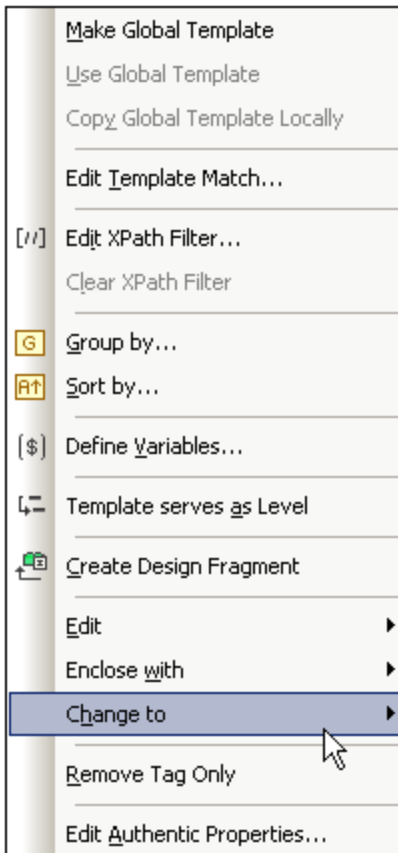 Make Global Template
Use Global Template
Copy Global Template Locally
Edit Template Match...
[//] Edit XPath Filter...
Clear XPath Filter
G Group by...
A↑ Sort by...
($) Define Variables...
Template serves as Level
Create Design Fragment
Edit
Enclose with
Change to
Remove Tag Only
Edit Authentic Properties...